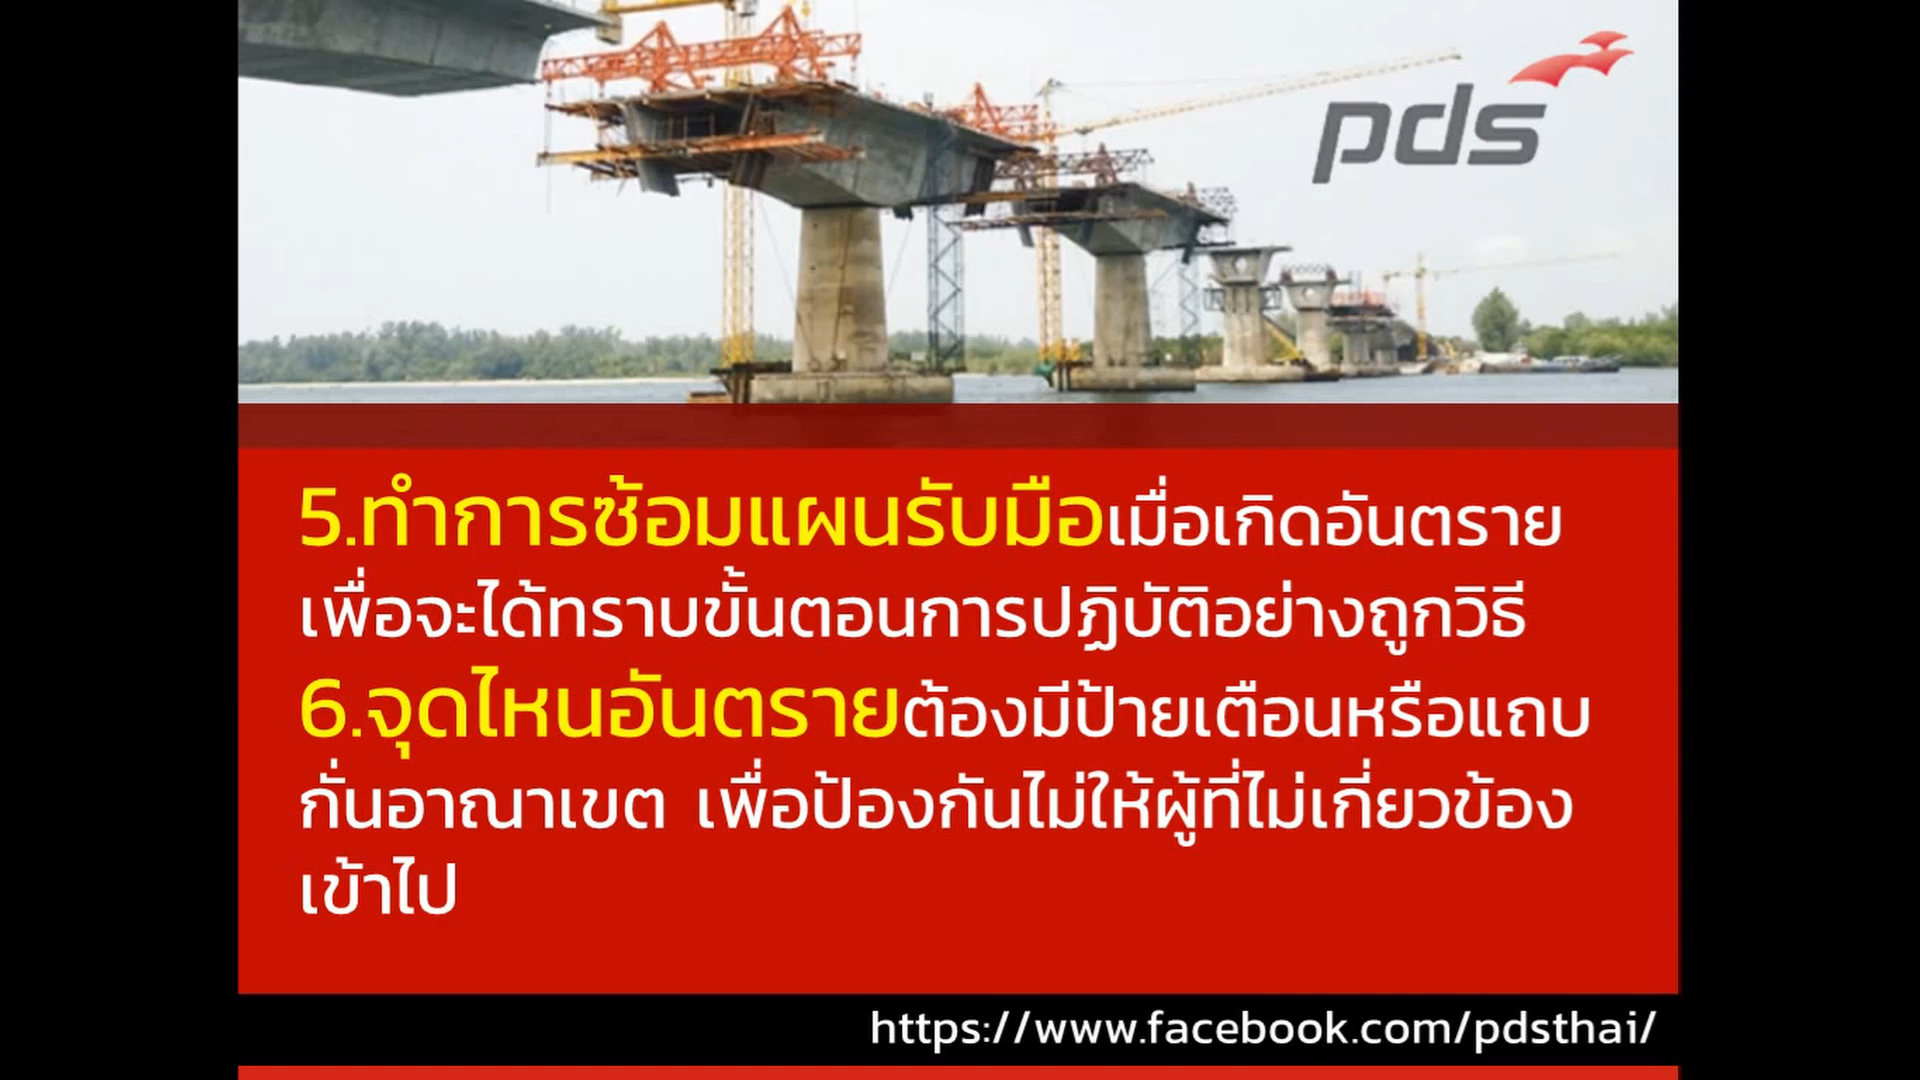 pds
5.ทำการซ้อมแผนรับมือเมื่อเกิดอันตราย
เพื่อจะได้ทราบขั้นตอนการปฏิบัติอย่างถูกวิธี
6.จุดไหนอันตรายต้องมีป้ายเตือนหรือแถบ
กั่นอาณาเขต เพื่อป้องกันไม่ให้ผู้ที่ไม่เกี่ยวข้อง
เข้าไป
https://www.facebook.com/pdsthai/